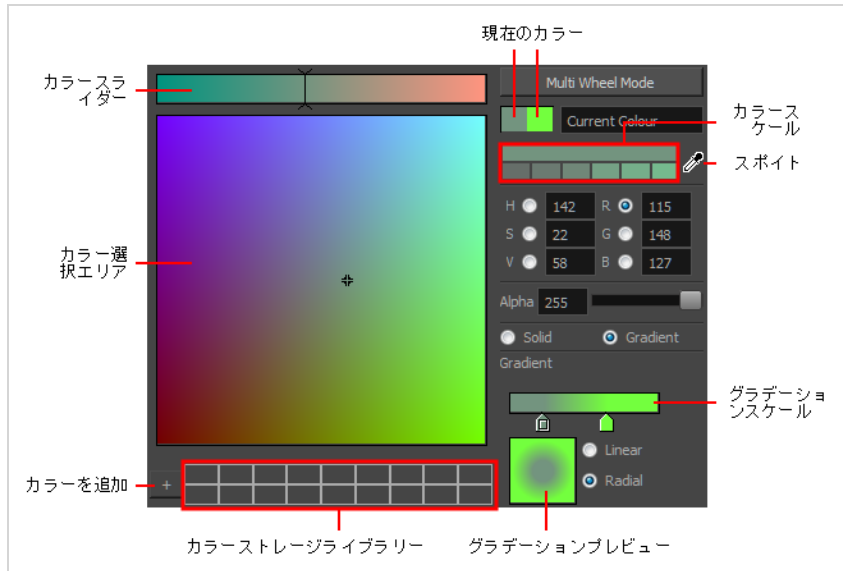 現在のカラー
カラースラ
イダー
Multi Wheel Mode
カラース
ケール
Current Colour
スポイト
H 142 R 115
S 22 G 148
V 58 B 127
カラー選
択エリア
Alpha 255
Solid Gradient
Gradient
グラデーショ
ンスケール
Linear
Radial
カラーを追加 +
カラーストレージライブラリー
グラデーションプレビュー